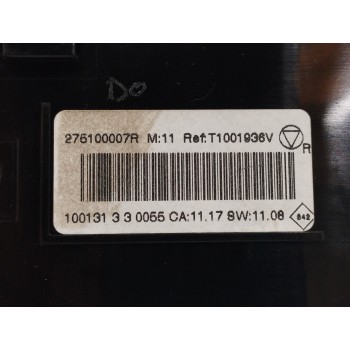 DO
275100007R M:11 Ref:T1001936V
R
100131 3 3 0055 CA:11.17 SW:11.08 842